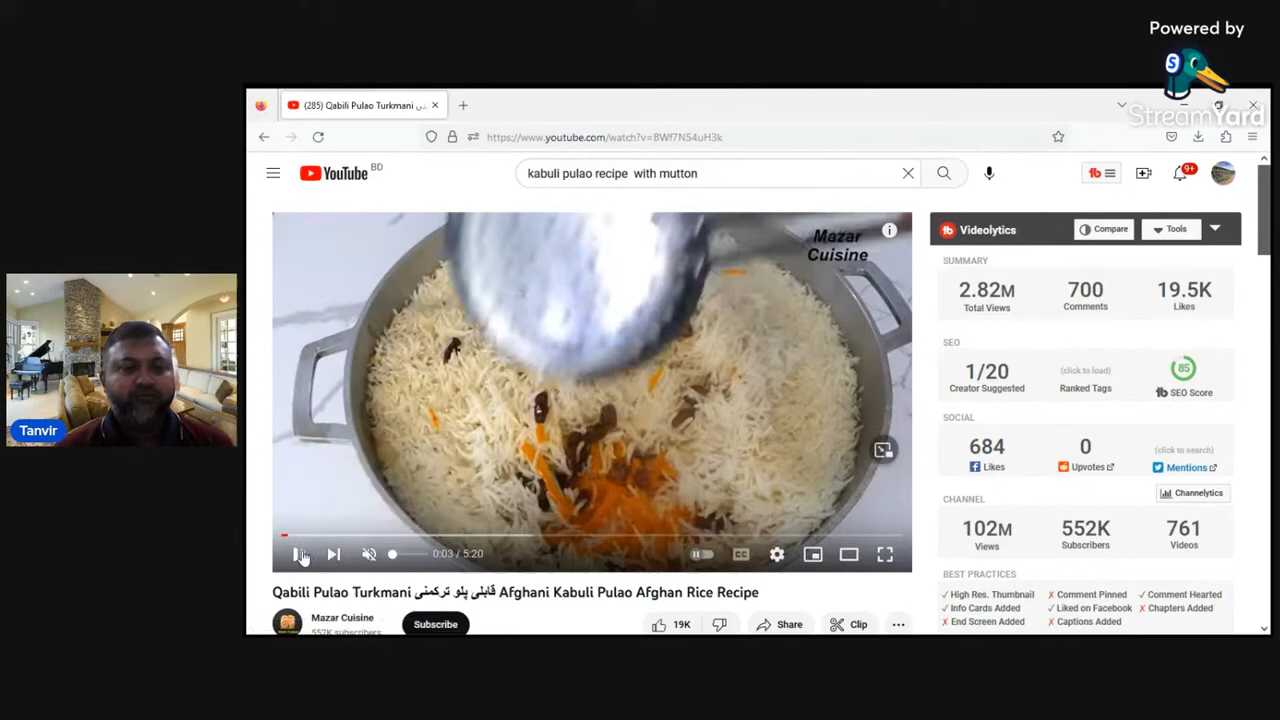 Powered by
S
StreamYard
(285) Qabili Pulao Turkmani
https://www.youtube.com/watch?v=BWf7N54uH3k
YouTube BD
kabuli pulao recipe with mutton
9+
Mazar
Cuisine
Videolytics
Compare
Tools
SUMMARY
2.82M
Total Views
700
Comments
19.5K
Likes
SEO
1/20
Creator Suggested
(click to load)
Ranked Tags
85
SEO Score
SOCIAL
684
Likes
0
Upvotes
(click to search)
Mentions
Channelytics
CHANNEL
102M
Views
552K
Subscribers
761
Videos
BEST PRACTICES
✓ High Res. Thumbnail
✗ Comment Pinned
✓ Comment Hearted
✓ Info Cards Added
✓ Liked on Facebook
✗ Chapters Added
✗ End Screen Added
✗ Captions Added
Tanvir
0:03 / 5:20
CC
Qabili Pulao Turkmani قابلی پلو ترکمنی Afghani Kabuli Pulao Afghan Rice Recipe
Mazar Cuisine
552K subscribers
Subscribe
19K
Share
Clip